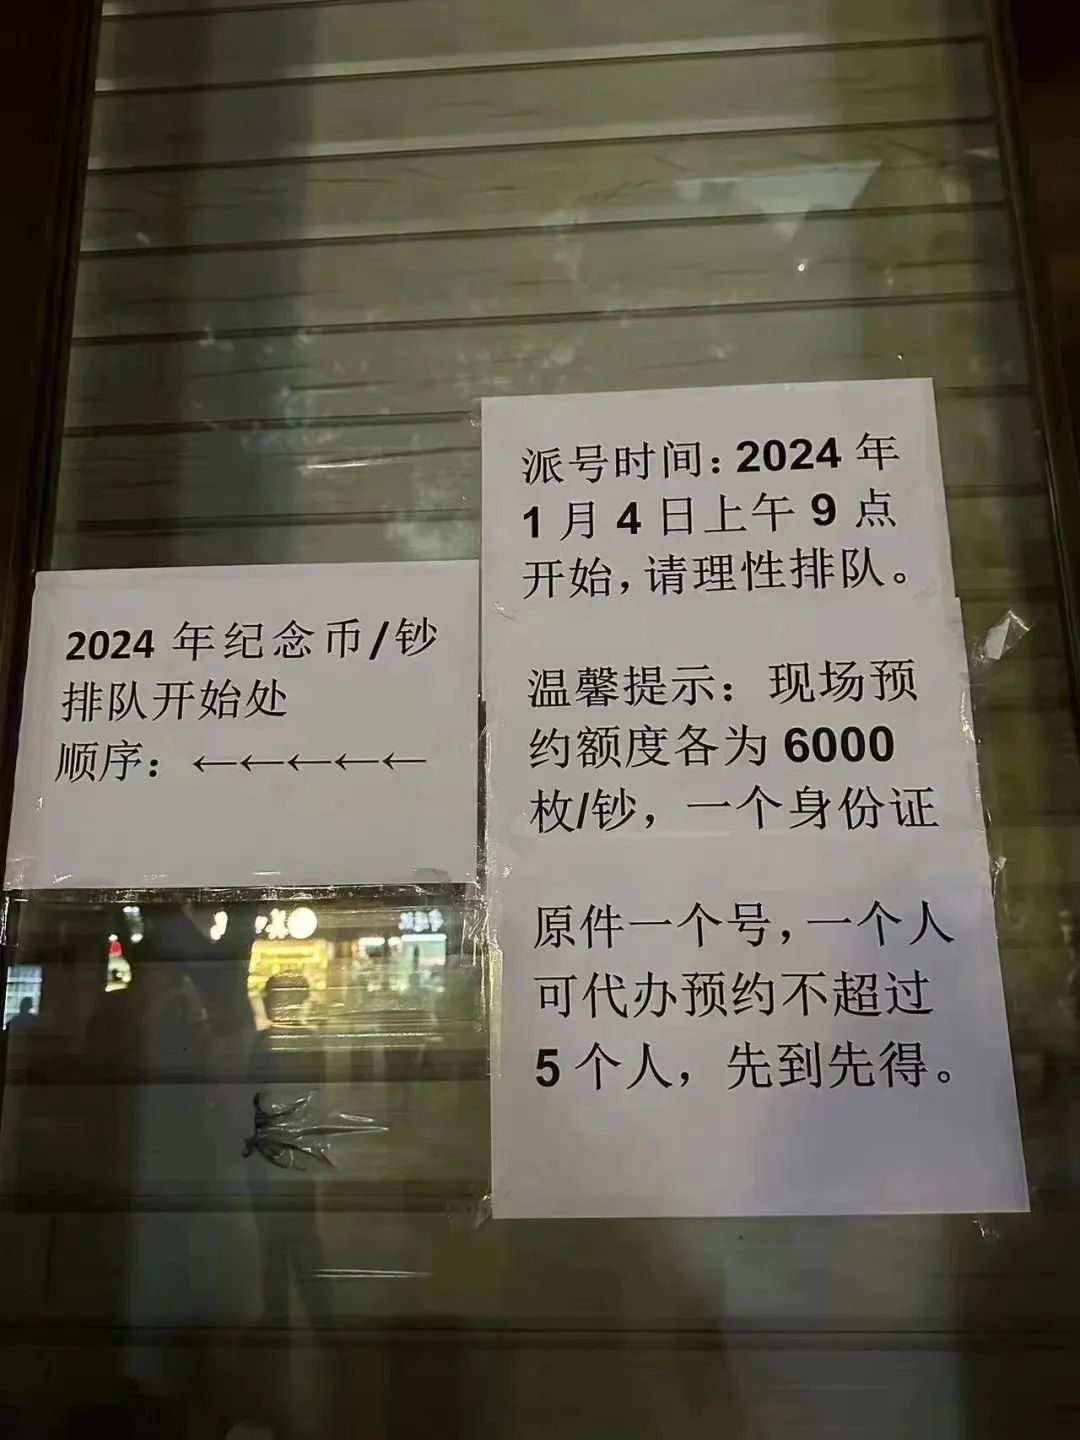 2024 年纪念币/钞
排队开始处
顺序：←←←←←
派号时间：2024 年
1 月 4 日上午 9 点
开始，请理性排队。
温馨提示：现场预
约额度各为 6000
枚/钞，一个身份证
原件一个号，一个人
可代办预约不超过
5 个人，先到先得。